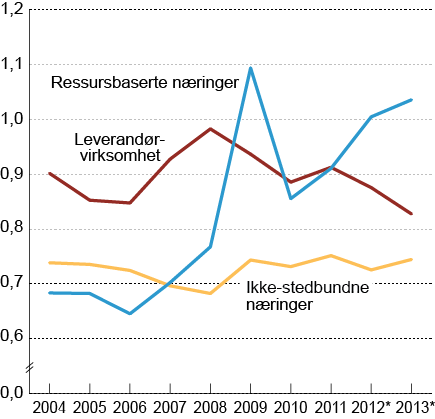 1,2
1,1
Ressursbaserte næringer
1,0
Leverandør-
virksomhet
0,9
0,8
0,7
Ikke-stedbundne
næringer
0,6
0,0
2004 2005 2006 2007 2008 2009 2010 2011 2012* 2013*